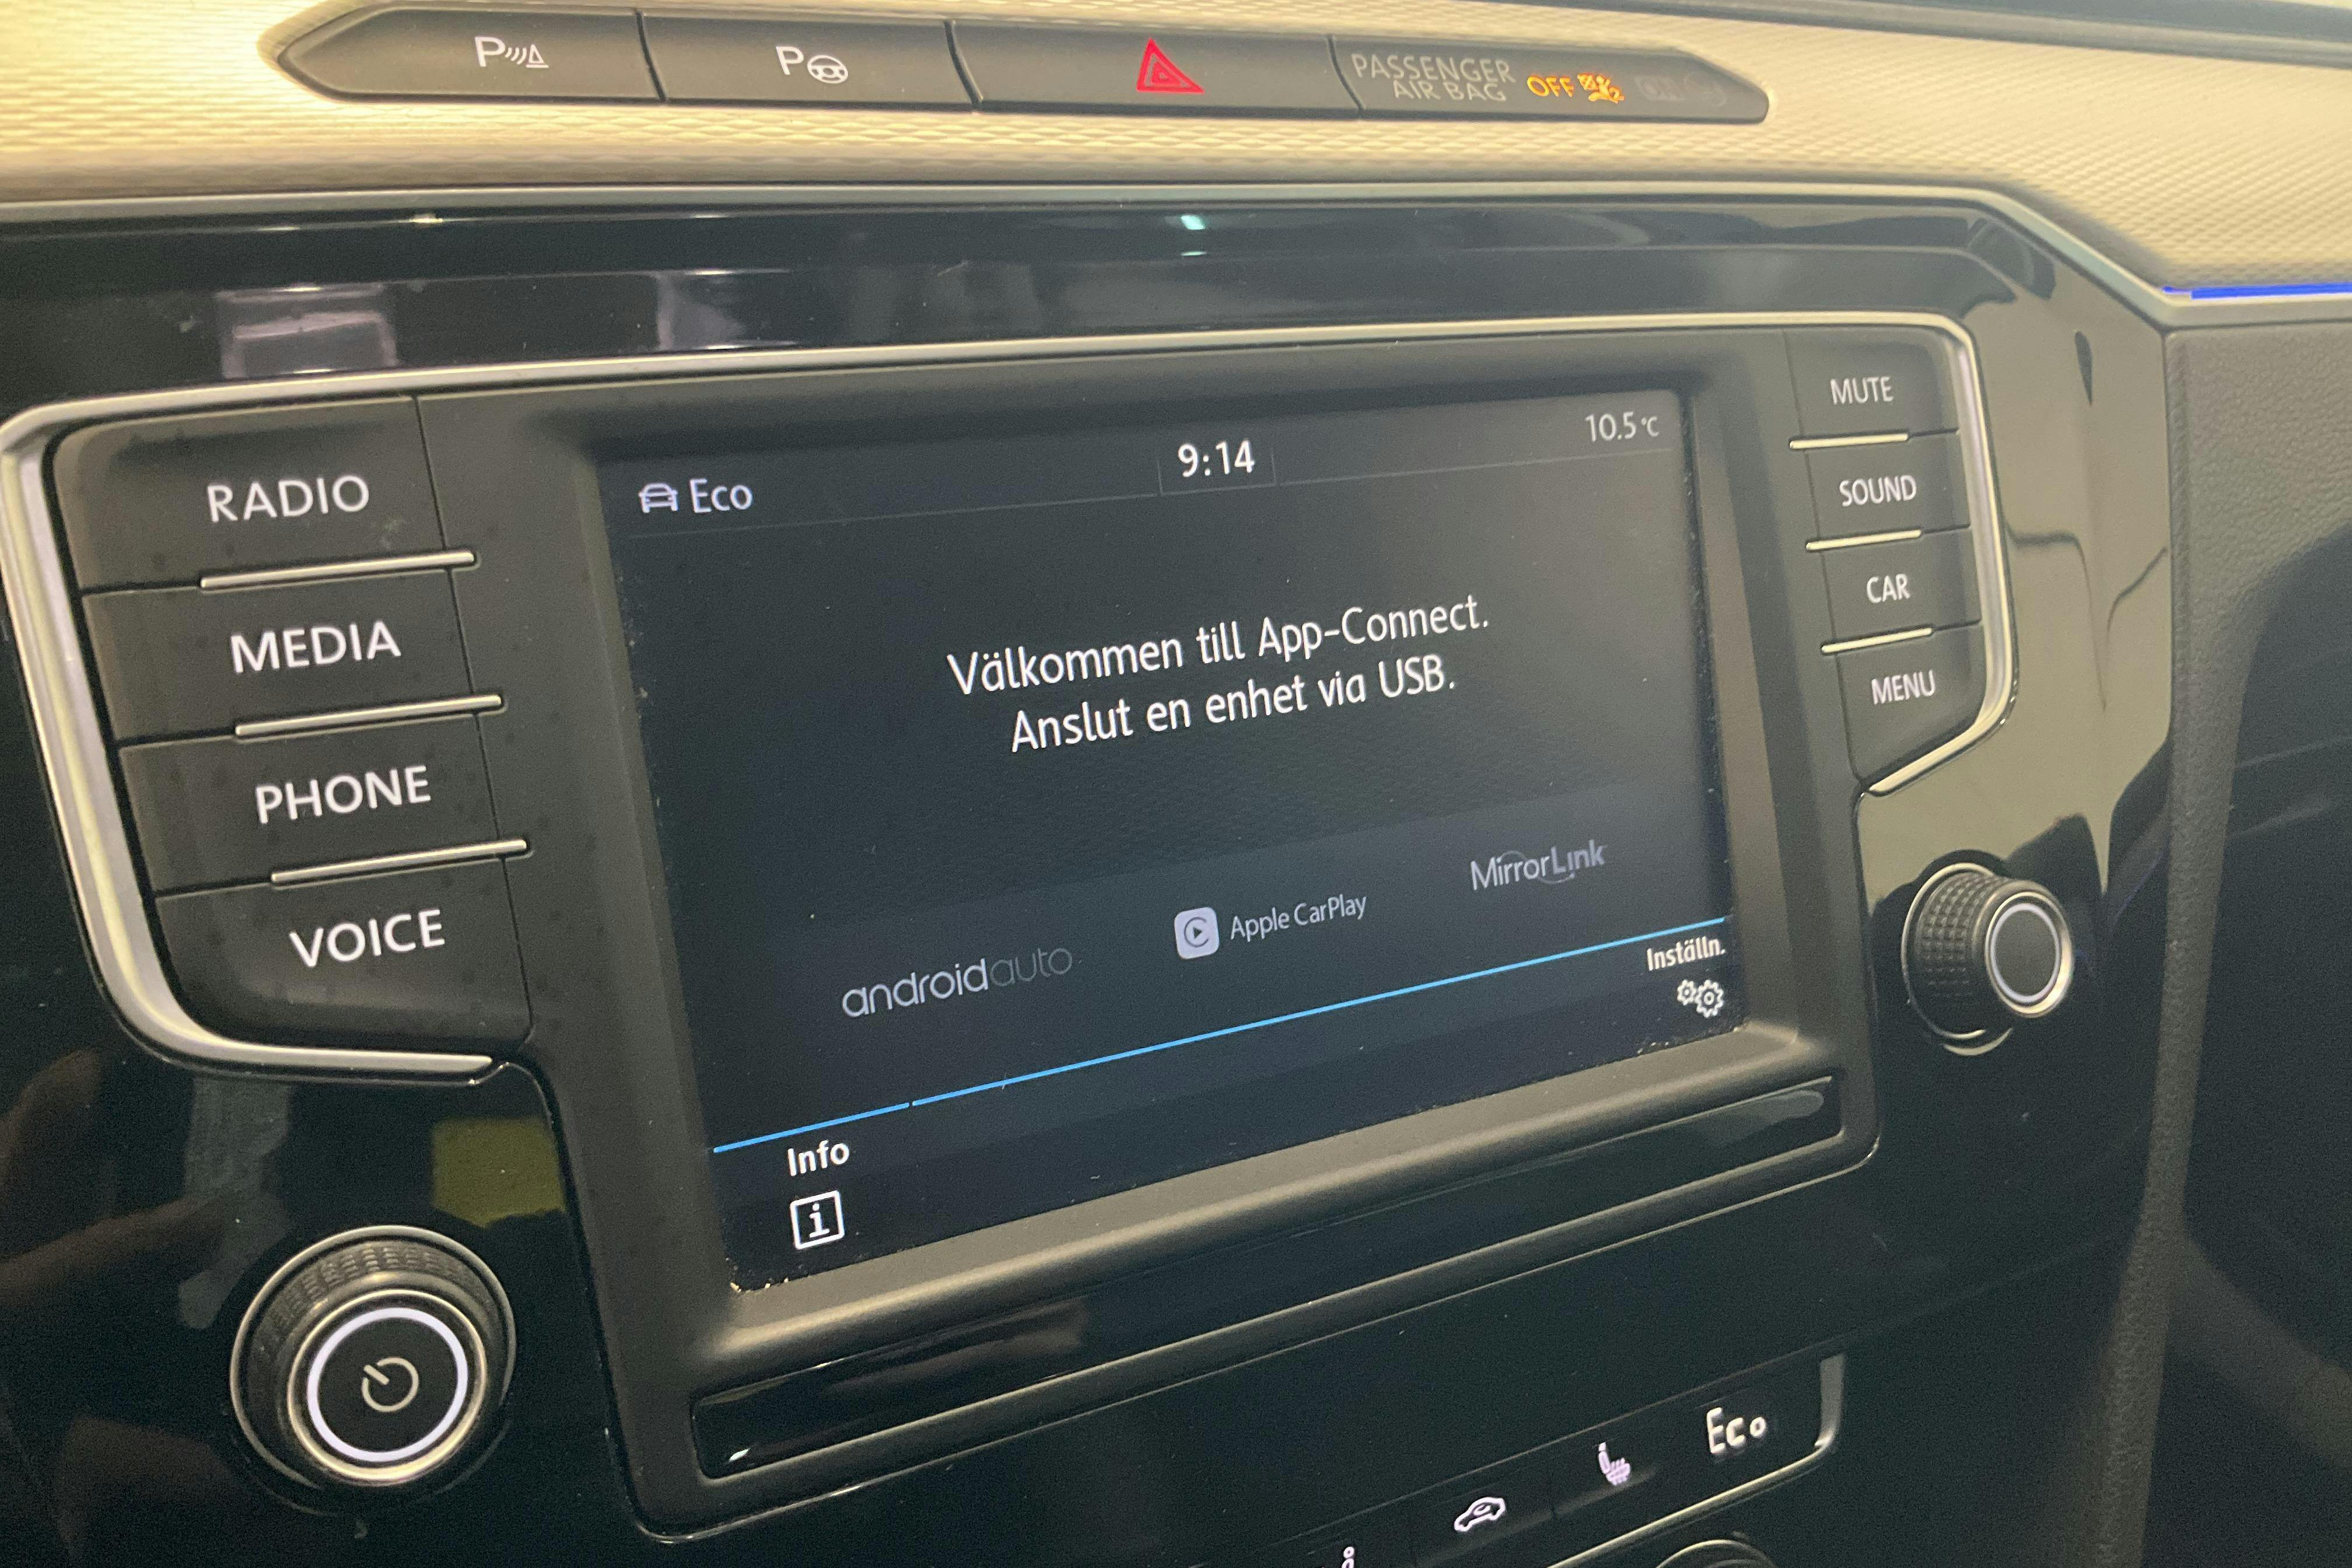 P
P
PASSENGER
AIR BAG
OFF
2
RADIO
MEDIA
PHONE
VOICE
Eco
9:14
10.5°C
Välkommen till App-Connect.
Anslut en enhet via USB.
androidauto
Apple CarPlay
MirrorLink
Info
i
Inställn.
MUTE
SOUND
CAR
MENU
Eco